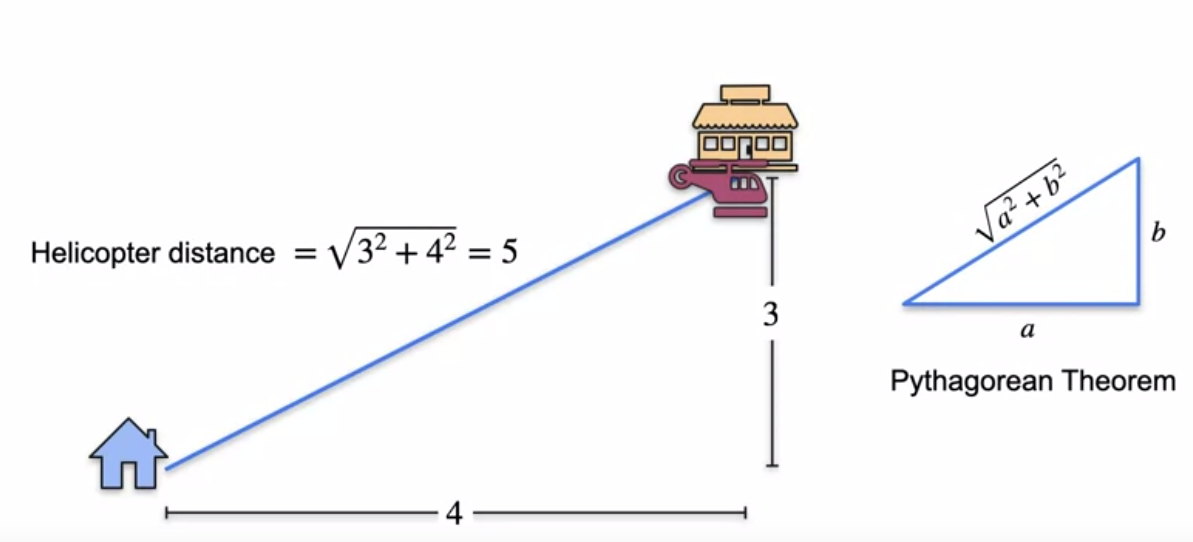 Helicopter distance = √3² + 4² = 5
3
4
√a² + b²
b
a
Pythagorean Theorem